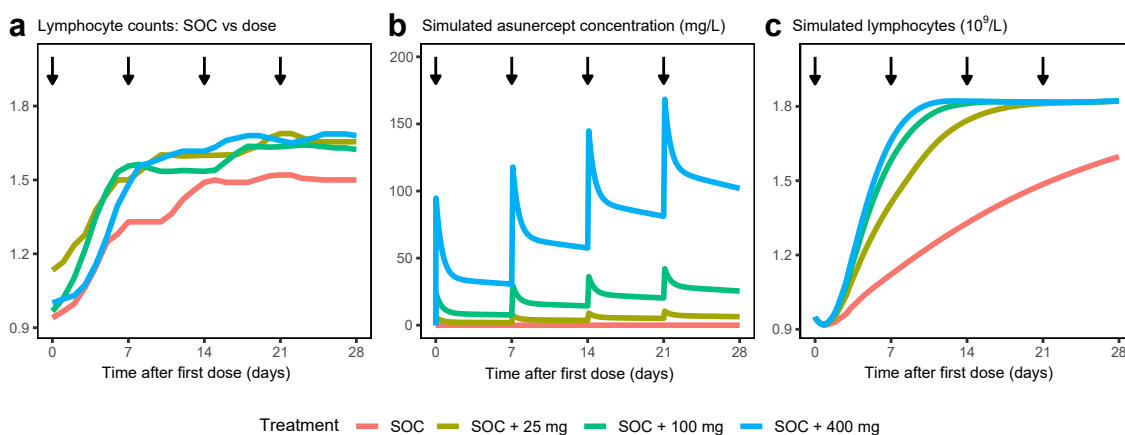 a Lymphocyte counts: SOC vs dose
1.8
1.5
1.2
0.9
0 7 14 21 28
Time after first dose (days)
b Simulated asunercept concentration (mg/L)
200
150
100
50
0
0 7 14 21 28
Time after first dose (days)
c Simulated lymphocytes (10⁹/L)
1.8
1.5
1.2
0.9
0 7 14 21 28
Time after first dose (days)
Treatment SOC SOC + 25 mg SOC + 100 mg SOC + 400 mg